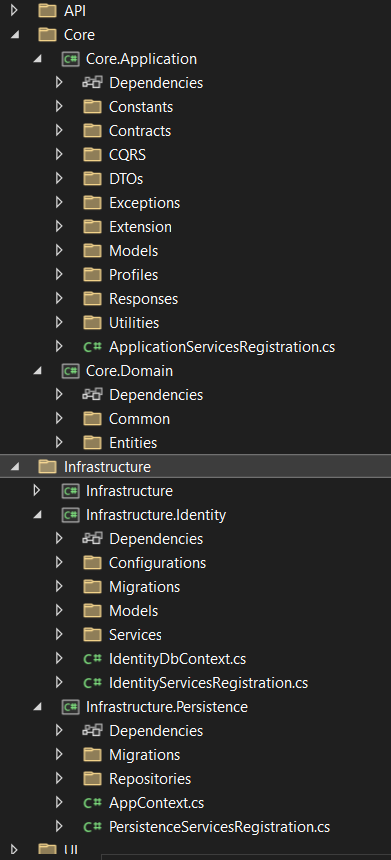 API
Core
C# Core.Application
Dependencies
Constants
Contracts
CQRS
DTOs
Exceptions
Extension
Models
Profiles
Responses
Utilities
C# ApplicationServicesRegistration.cs
C# Core.Domain
Dependencies
Common
Entities
Infrastructure
C# Infrastructure
C# Infrastructure.Identity
Dependencies
Configurations
Migrations
Models
Services
C# IdentityDbContext.cs
C# IdentityServicesRegistration.cs
C# Infrastructure.Persistence
Dependencies
Migrations
Repositories
C# AppContext.cs
C# PersistenceServicesRegistration.cs
UI